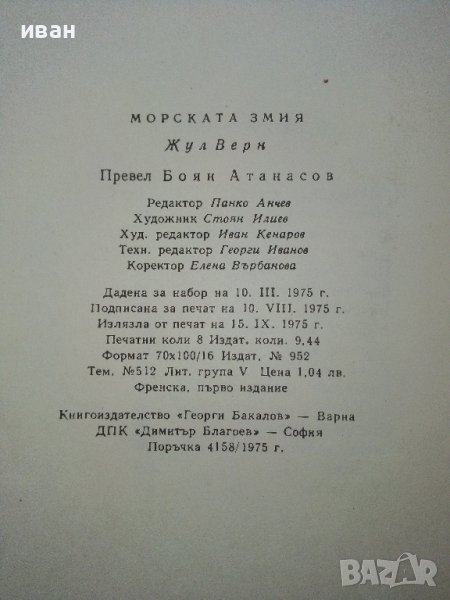 иван
МОРСКАТА ЗМИЯ
Жул Верн
Превел Боян Атанасов
Редактор Панко Анчев
Художник Стоян Илиев
Худ. редактор Иван Кенаров
Техн. редактор Георги Иванов
Коректор Елена Върбанова
Дадена за набор на 10. III. 1975 г.
Подписана за печат на 10. VIII. 1975 г.
Излязла от печат на 15. IX. 1975 г.
Печатни коли 8 Издат. коли. 9,44
Формат 70х100/16 Издат. № 952
Тем. №512 Лит. група V Цена 1,04 лв.
Френска, първо издание
Книгоиздателство «Георги Бакалов» — Варна
ДПК «Димитър Благоев» — София
Поръчка 4158/1975 г.
BAZAR